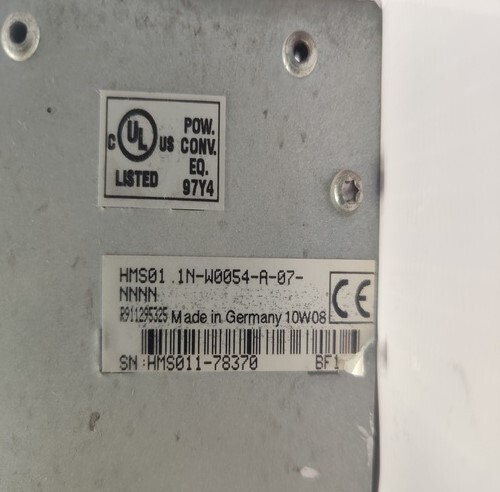 C UL US
LISTED
POW.
CONV.
EQ.
97Y4
HMS01.1N-W0054-A-07-
NNNN
R911295325 Made in Germany 10W08
CE
SN:HMS011-78370 BF1